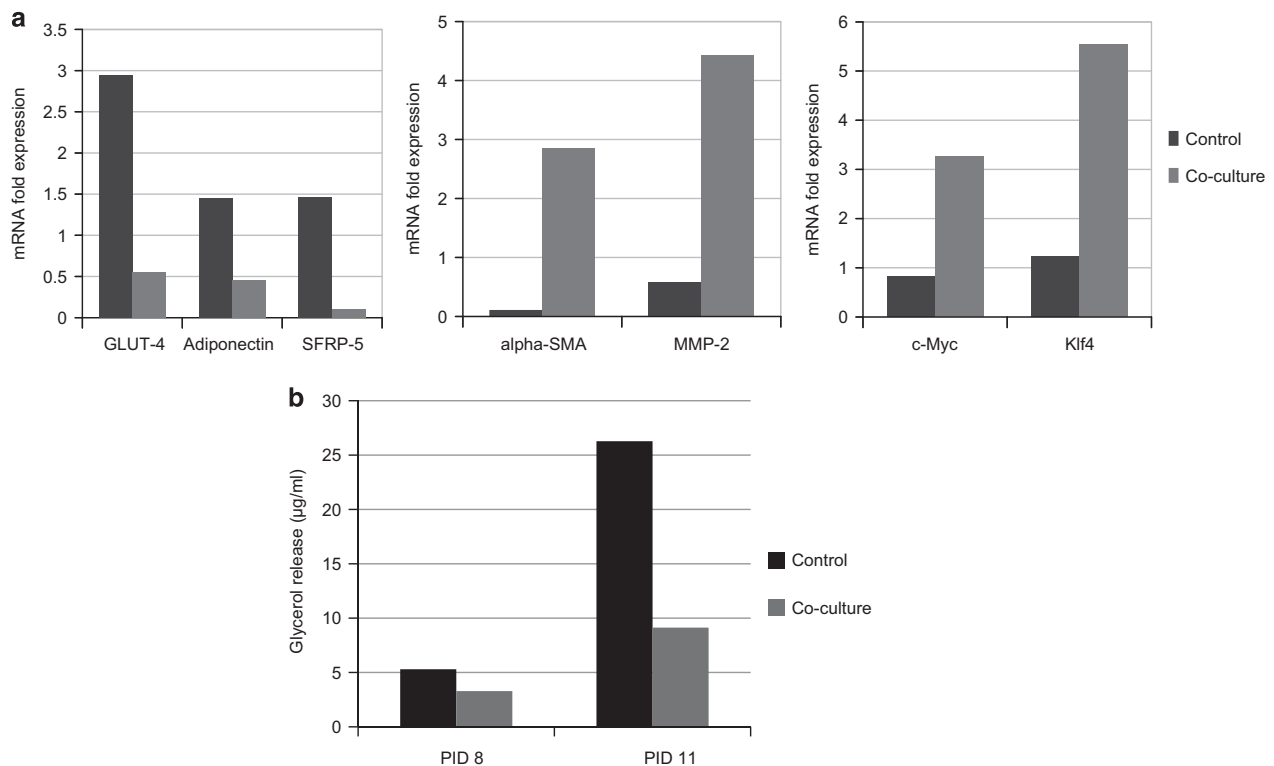 a
mRNA fold expression
3.5
3
2.5
2
1.5
1
0.5
0
GLUT-4 Adiponectin SFRP-5
mRNA fold expression
5
4
3
2
1
0
alpha-SMA MMP-2
mRNA fold expression
6
5
4
3
2
1
0
c-Myc Klf4
Control
Co-culture
b
Glycerol release (µg/ml)
30
25
20
15
10
5
0
PID 8 PID 11
Control
Co-culture